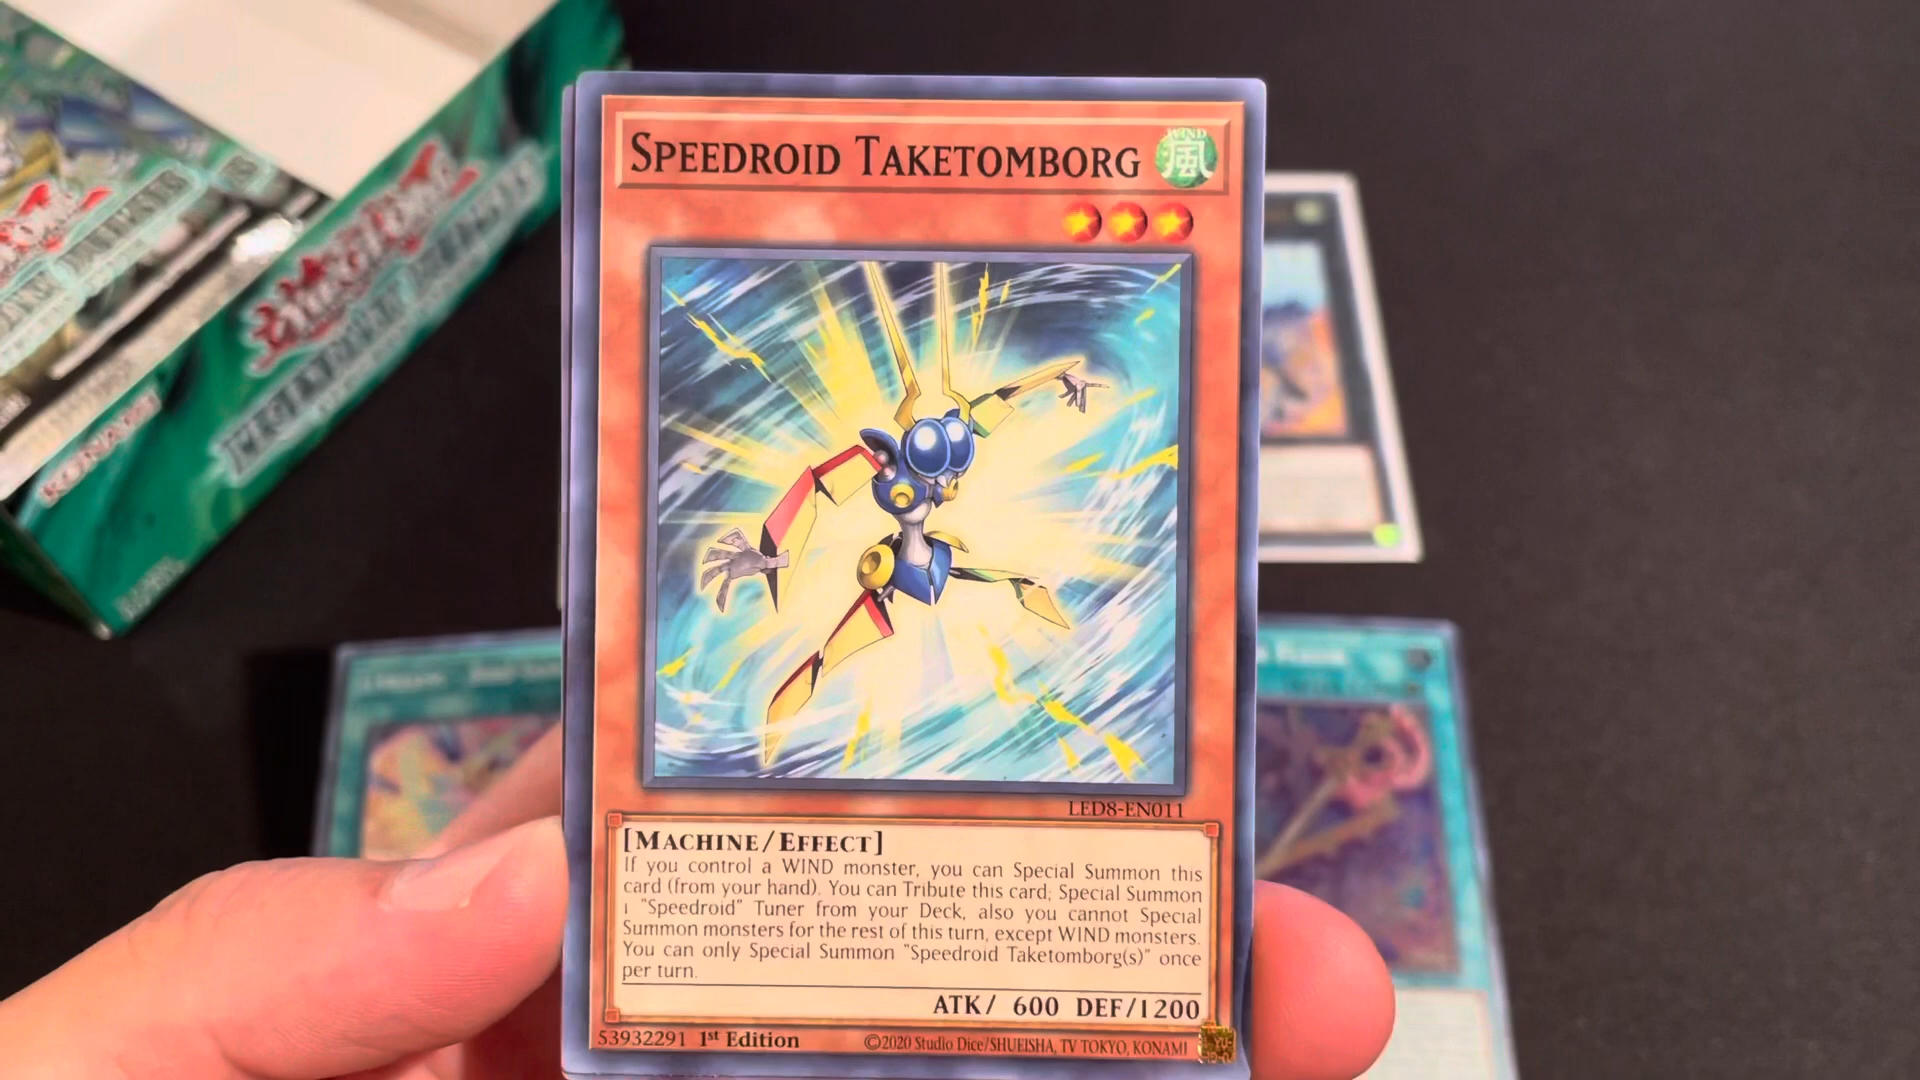 SPEEDROID TAKETOMBORG
WIND
風
LED8-EN011
[MACHINE/EFFECT]
If you control a WIND monster, you can Special Summon this
card (from your hand). You can Tribute this card; Special Summon
1 "Speedroid" Tuner from your Deck, also you cannot Special
Summon monsters for the rest of this turn, except WIND monsters.
You can only Special Summon "Speedroid Taketomborg(s)" once
per turn.
ATK/ 600 DEF/1200
53932291 1st Edition
©2020 Studio Dice/SHUEISHA, TV TOKYO, KONAMI
KONAMI